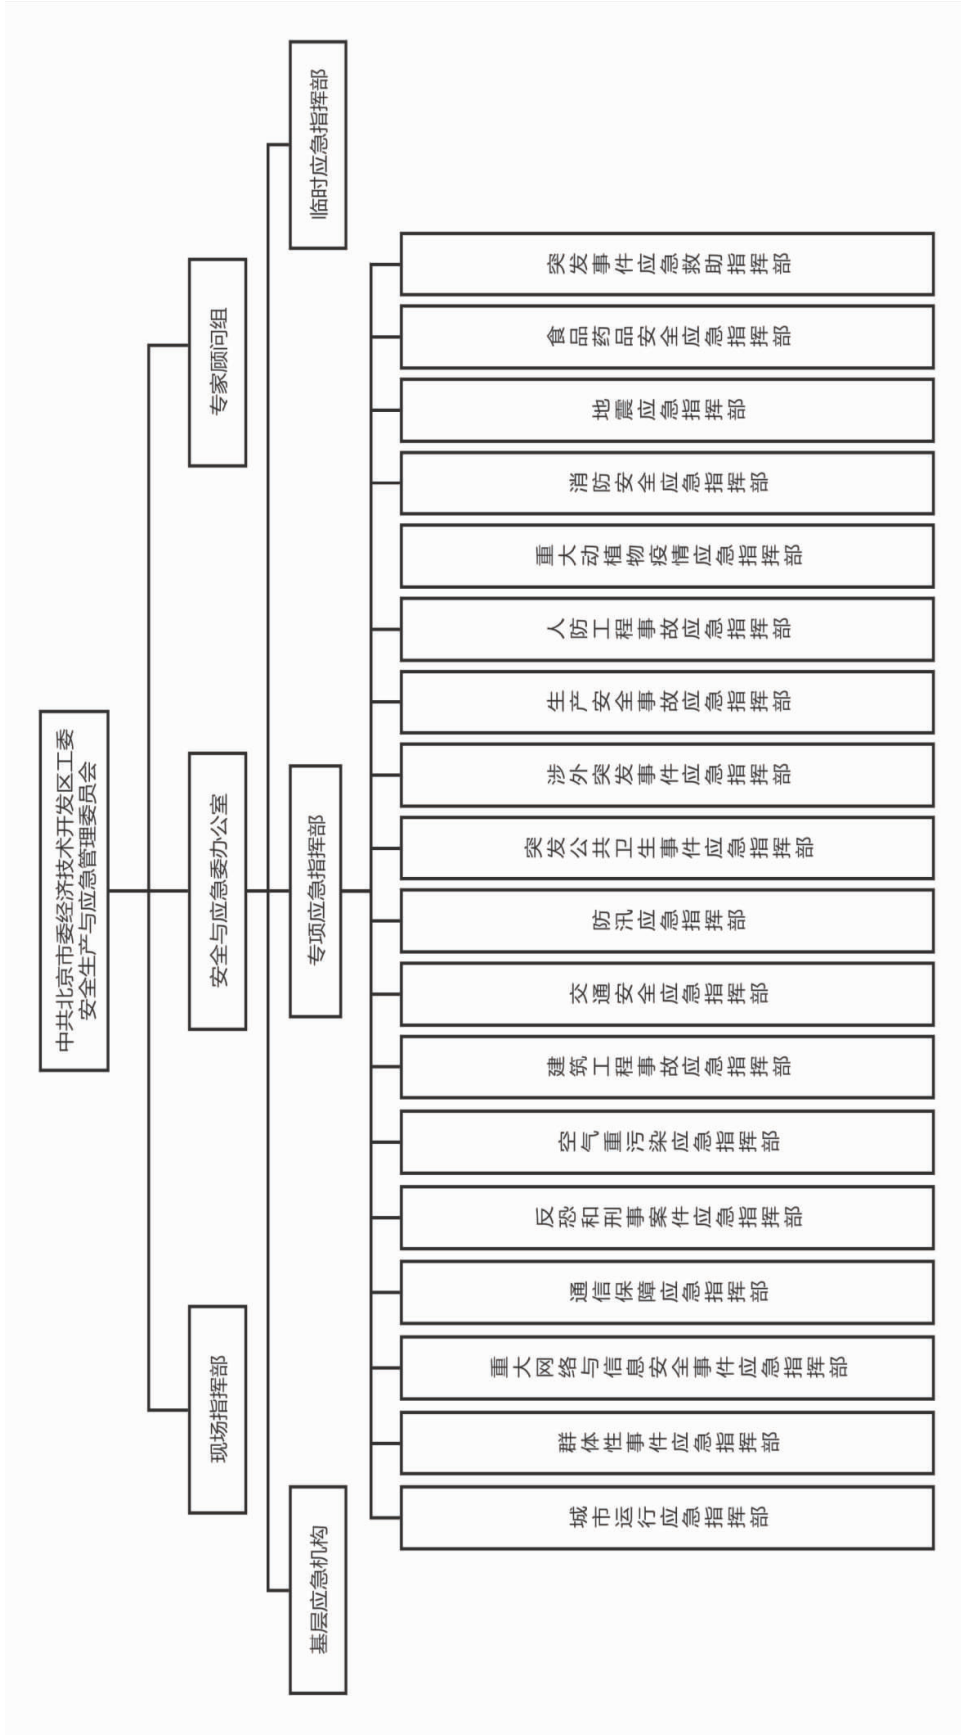 中共北京市委经济技术开发区工委
安全生产与应急管理委员会
现场指挥部
安全与应急委办公室
专家顾问组
基层应急机构
专项应急指挥部
临时应急指挥部
城市运行应急指挥部
群体性事件应急指挥部
重大网络与信息安全事件应急指挥部
通信保障应急指挥部
反恐和刑事案件应急指挥部
空气重污染应急指挥部
建筑工程事故应急指挥部
交通安全应急指挥部
防汛应急指挥部
突发公共卫生事件应急指挥部
涉外突发事件应急指挥部
生产安全事故应急指挥部
人防工程事故应急指挥部
重大动植物疫情应急指挥部
消防安全应急指挥部
地震应急指挥部
食品药品安全应急指挥部
突发事件应急救助指挥部